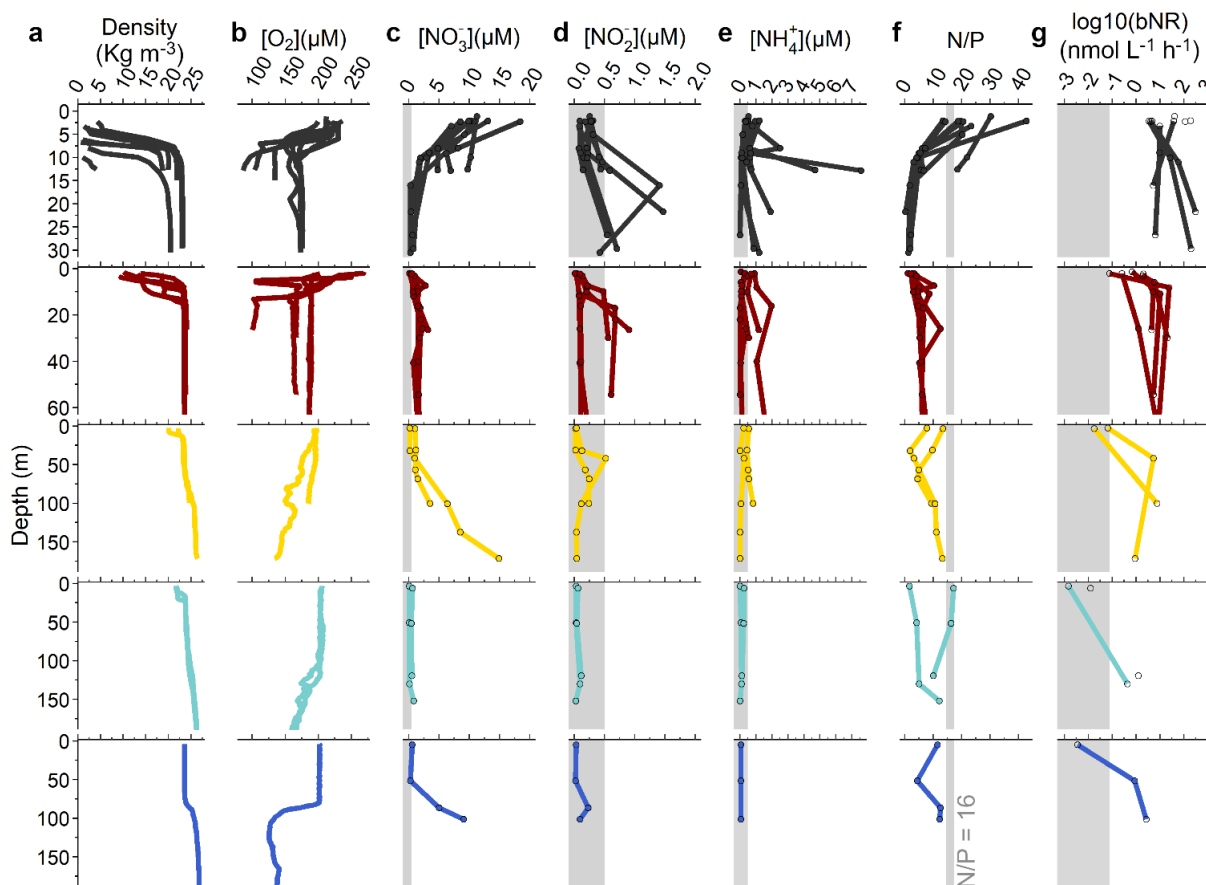 a Density (Kg m⁻³)
b [O₂](μM)
c [NO₃⁻](μM)
d [NO₂⁻](μM)
e [NH₄⁺](μM)
f N/P
g log10(bNR) (nmol L⁻¹ h⁻¹)
0 5 10 15 20 25
100 150 200 250
0 5 10 15 20
0.0 0.5 1.0 1.5 2.0
0 1 2 3 4 5 6 7
0 10 20 30 40
-3 -2 -1 0 1 2 3
0
5
10
15
20
25
30
0
20
40
60
0
50
100
150
0
50
100
150
0
50
100
150
Depth (m)
N/P = 16